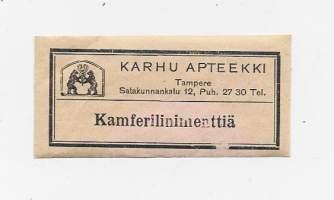 KARHU APTEEKKI
Tampere
Satakunnankatu 12, Puh. 27 30 Tel.
Kamferilinimenttiä